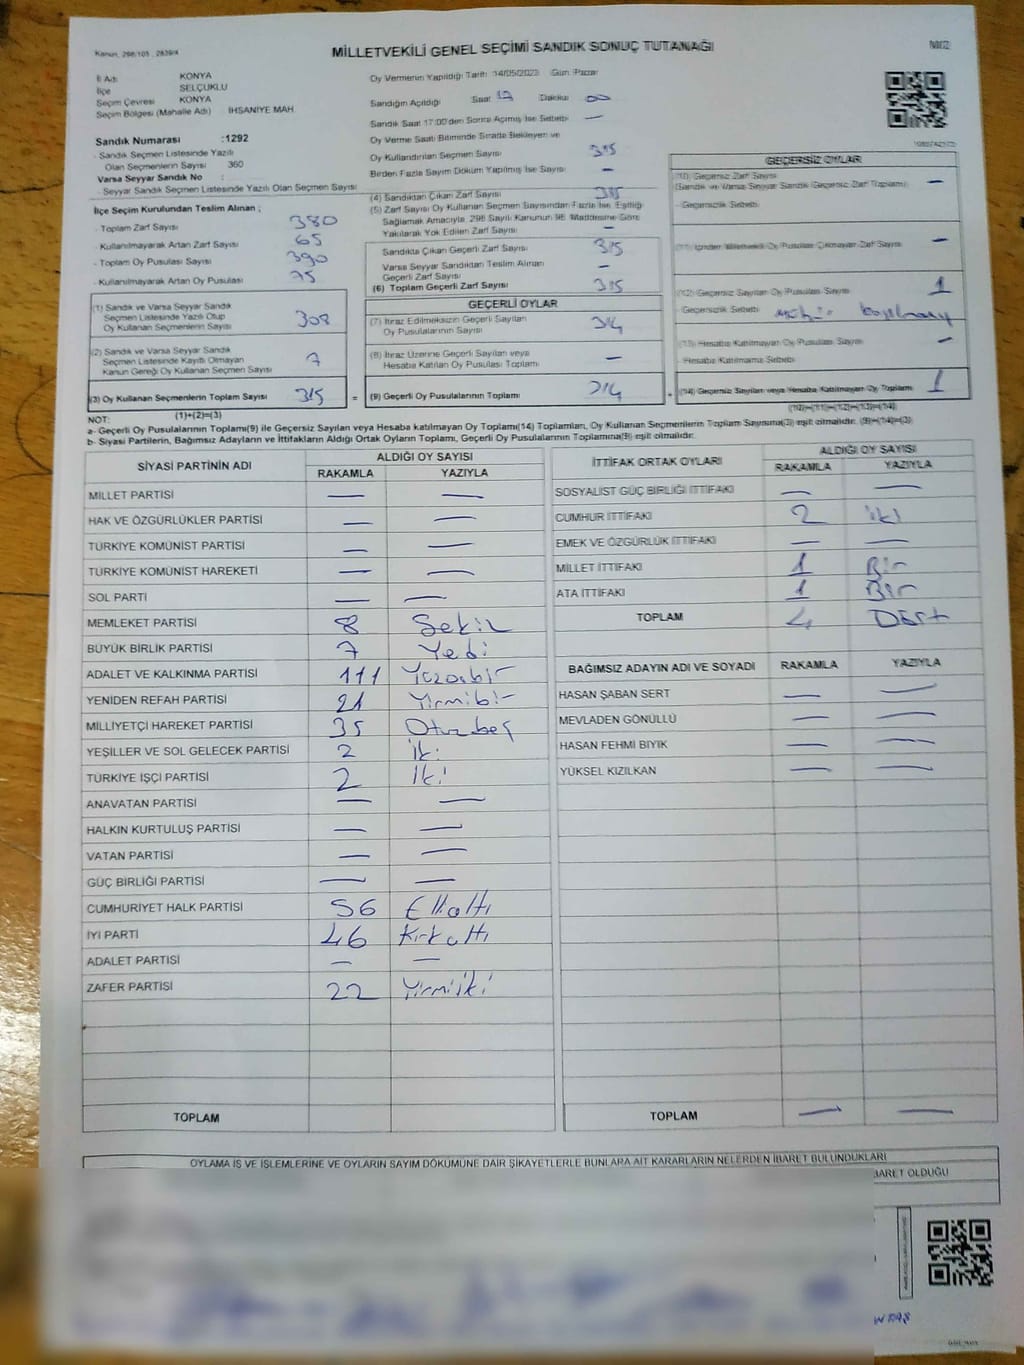 Kanun, 298/105 , 2839/4
MİLLETVEKİLİ GENEL SEÇİMİ SANDIK SONUÇ TUTANAĞI
İl Adı KONYA
İlçe SELÇUKLU
Seçim Çevresi KONYA
Seçim Bölgesi (Mahalle Adı) İHSANİYE MAH.
Sandık Numarası :1292
- Sandık Seçmen Listesinde Yazılı
Olan Seçmenlerin Sayısı 360
Varsa Seyyar Sandık No :
- Seyyar Sandık Seçmen Listesinde Yazılı Olan Seçmen Sayısı
İlçe Seçim Kurulundan Teslim Alınan ;
- Toplam Zarf Sayısı 380
- Kullanılmayarak Artan Zarf Sayısı 65
- Toplam Oy Pusulası Sayısı 390
- Kullanılmayarak Artan Oy Pusulası 75
(1) Sandık ve Varsa Seyyar Sandık
Seçmen Listesinde Yazılı Olup
Oy Kullanan Seçmenlerin Sayısı 308
(2) Sandık ve Varsa Seyyar Sandık
Seçmen Listesinde Kayıtlı Olmayan
Kanun Gereği Oy Kullanan Seçmen Sayısı 7
(3) Oy Kullanan Seçmenlerin Toplam Sayısı 315 =
(1)+(2)=(3)
Oy Vermenin Yapıldığı Tarih 14/05/2023 Gün: Pazar
Sandığın Açıldığı Saat 17 Dakika 00
Sandık Saat 17:00'den Sonra Açılmış İse Sebebi —
Oy Verme Saati Bitiminde Sırada Bekleyen ve
Oy Kullandırılan Seçmen Sayısı 315
Birden Fazla Sayım Döküm Yapılmış İse Sayısı —
(4) Sandıktan Çıkan Zarf Sayısı 315
(5) Zarf Sayısı Oy Kullanan Seçmen Sayısından Fazla İse, Eşitliği
Sağlamak Amacıyla, 298 Sayılı Kanunun 98. Maddesine Göre
Yakılarak Yok Edilen Zarf Sayısı —
Sandıkta Çıkan Geçerli Zarf Sayısı 315
Varsa Seyyar Sandıktan Teslim Alınan
Geçerli Zarf Sayısı —
(6) Toplam Geçerli Zarf Sayısı 315
GEÇERLİ OYLAR
(7) İtiraz Edilmeksizin Geçerli Sayılan
Oy Pusulalarının Sayısı 314
(8) İtiraz Üzerine Geçerli Sayılan veya
Hesaba Katılan Oy Pusulası Toplamı —
(9) Geçerli Oy Pusulalarının Toplamı 314 +
GEÇERSİZ OYLAR
(10) Geçersiz Zarf Sayısı
(Sandık ve Varsa Seyyar Sandık Geçersiz Zarf Toplamı) —
- Geçersizlik Sebebi
(11) İçinden Milletvekili Oy Pusulası Çıkmayan Zarf Sayısı —
(12) Geçersiz Sayılan Oy Pusulası Sayısı 1
Geçersizlik Sebebi
(13) Hesaba Katılmayan Oy Pusulası Sayısı —
- Hesaba Katılmama Sebebi
(14) Geçersiz Sayılan veya Hesaba Katılmayan Oy Toplamı 1
(10)+(11)+(12)+(13)=(14)
NOT:
a- Geçerli Oy Pusulalarının Toplamı(9) ile Geçersiz Sayılan veya Hesaba katılmayan Oy Toplamı(14) Toplamları, Oy Kullanan Seçmenlerin Toplam Sayısına(3) eşit olmalıdır. (9)+(14)=(3)
b- Siyasi Partilerin, Bağımsız Adayların ve İttifakların Aldığı Ortak Oyların Toplamı, Geçerli Oy Pusulalarının Toplamına(9) eşit olmalıdır.
SİYASİ PARTİNİN ADI ALDIĞI OY SAYISI
RAKAMLA YAZIYLA
MİLLET PARTİSİ — —
HAK VE ÖZGÜRLÜKLER PARTİSİ — —
TÜRKİYE KOMÜNİST PARTİSİ — —
TÜRKİYE KOMÜNİST HAREKETİ — —
SOL PARTİ — —
MEMLEKET PARTİSİ 8 Sekiz
BÜYÜK BİRLİK PARTİSİ 7 Yedi
ADALET VE KALKINMA PARTİSİ 111 Yüzonbir
YENİDEN REFAH PARTİSİ 21 Yirmibir
MİLLİYETÇİ HAREKET PARTİSİ 35 Otuzbeş
YEŞİLLER VE SOL GELECEK PARTİSİ 2 iki
TÜRKİYE İŞÇİ PARTİSİ 2 İki
ANAVATAN PARTİSİ — —
HALKIN KURTULUŞ PARTİSİ — —
VATAN PARTİSİ — —
GÜÇ BİRLİĞİ PARTİSİ — —
CUMHURİYET HALK PARTİSİ 56 Ellialtı
İYİ PARTİ 46 Kırkaltı
ADALET PARTİSİ — —
ZAFER PARTİSİ 22 Yirmiiki
TOPLAM
İTTİFAK ORTAK OYLARI ALDIĞI OY SAYISI
RAKAMLA YAZIYLA
SOSYALİST GÜÇ BİRLİĞİ İTTİFAKI — —
CUMHUR İTTİFAKI 2 iki
EMEK VE ÖZGÜRLÜK İTTİFAKI — —
MİLLET İTTİFAKI 1 Bir
ATA İTTİFAKI 1 Bir
TOPLAM 4 Dört
BAĞIMSIZ ADAYIN ADI VE SOYADI RAKAMLA YAZIYLA
HASAN ŞABAN SERT — —
MEVLADEN GÖNÜLLÜ — —
HASAN FEHMİ BIYIK — —
YÜKSEL KIZILKAN — —
TOPLAM — —
OYLAMA İŞ VE İŞLEMLERİNE VE OYLARIN SAYIM DÖKÜMÜNE DAİR ŞİKAYETLERLE BUNLARA AİT KARARLARIN NELERDEN İBARET BULUNDUKLARI
BARET OLDUĞU